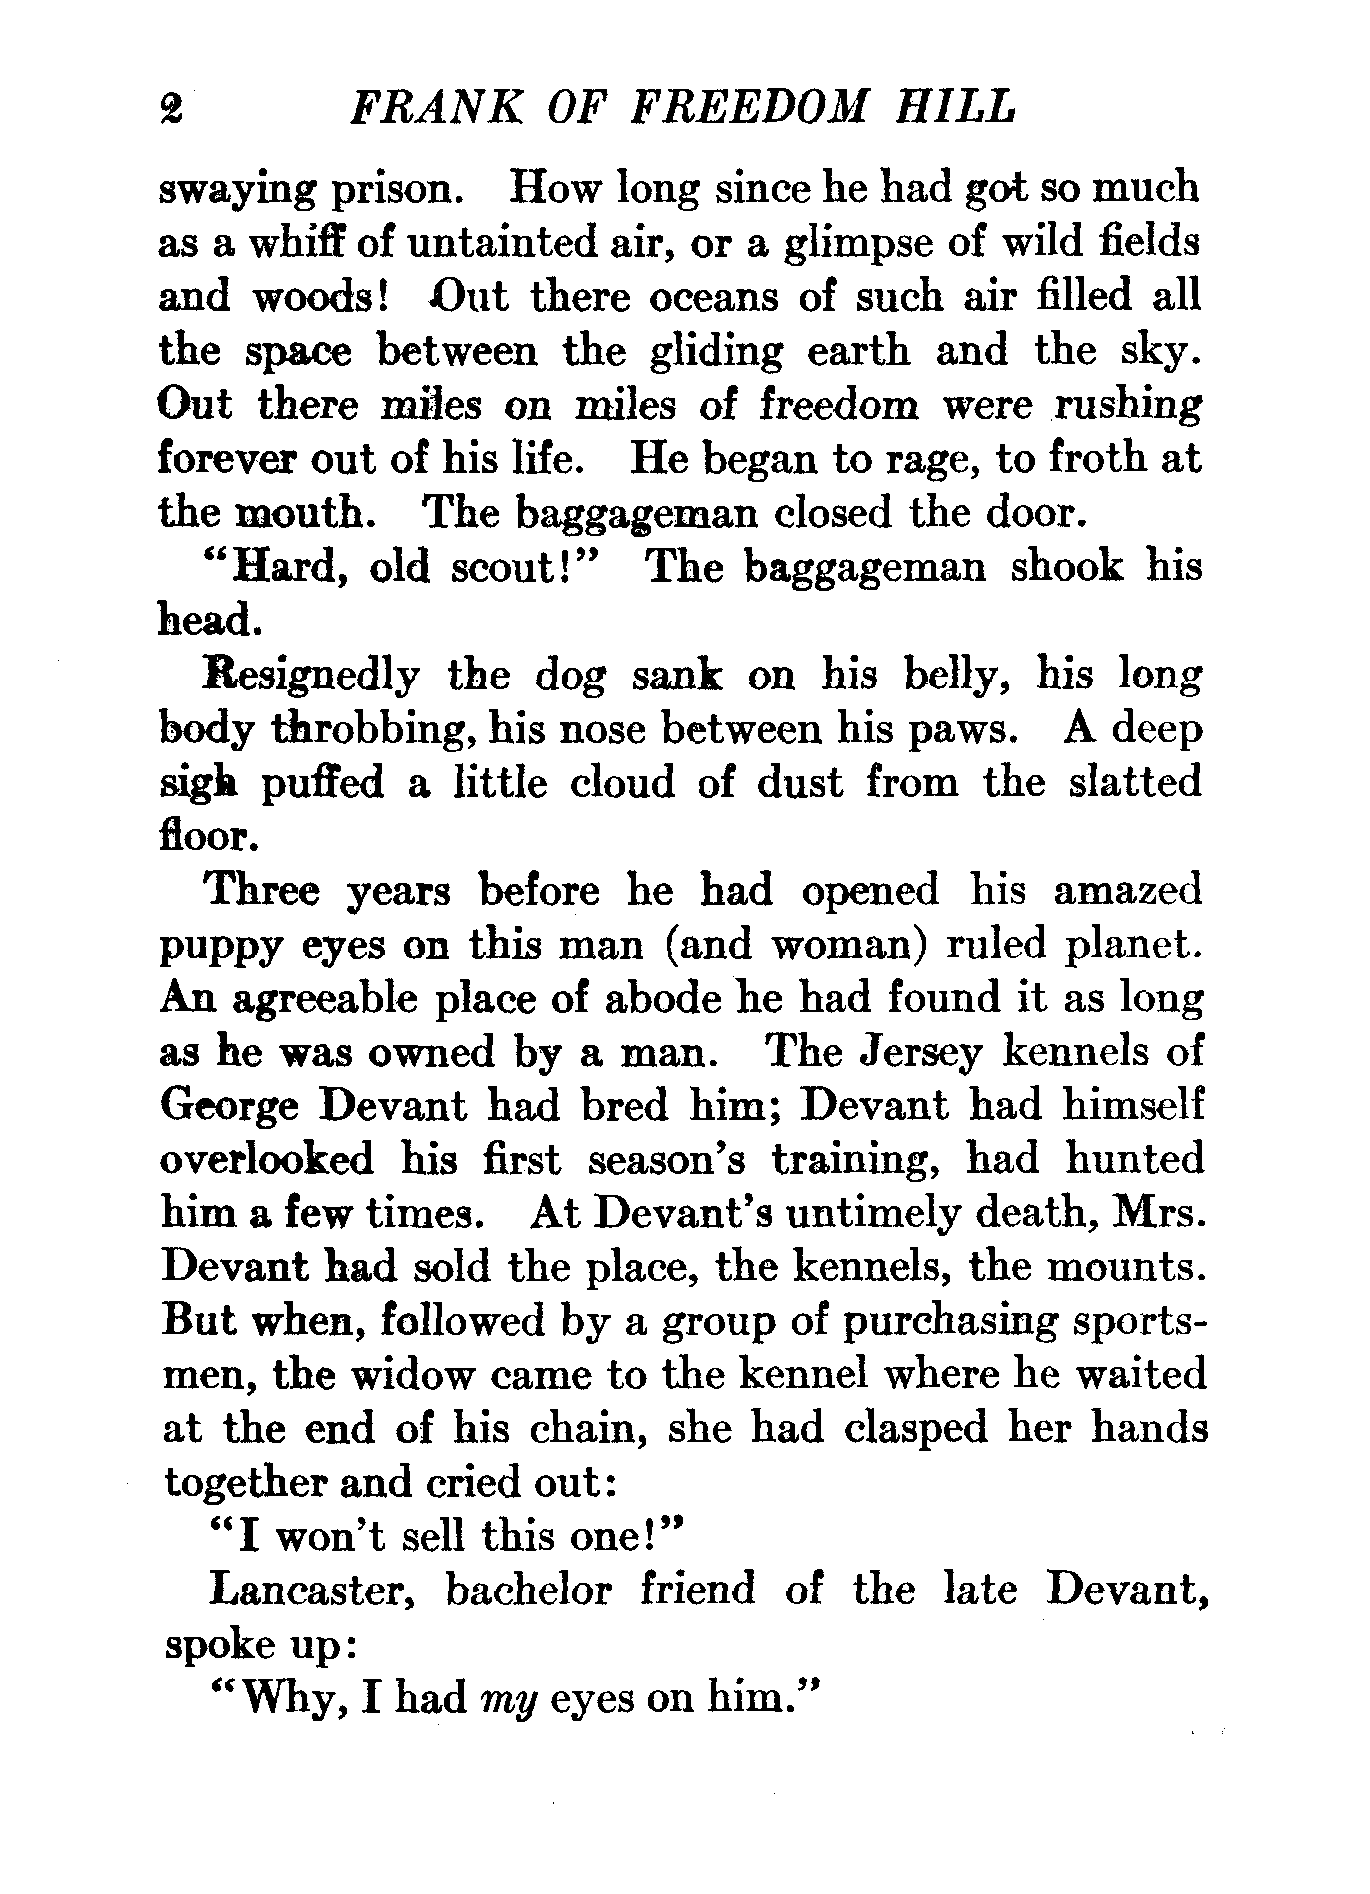 2 FRANK OF FREEDOM HILL
swaying prison. How long since he had got so much
as a whiff of untainted air, or a glimpse of wild fields
and woods! Out there oceans of such air filled all
the space between the gliding earth and the sky.
Out there miles on miles of freedom were rushing
forever out of his life. He began to rage, to froth at
the mouth. The baggageman closed the door.
“Hard, old scout!” The baggageman shook his
head.
Resignedly the dog sank on his belly, his long
body throbbing, his nose between his paws. A deep
sigh puffed a little cloud of dust from the slatted
floor.
Three years before he had opened his amazed
puppy eyes on this man (and woman) ruled planet.
An agreeable place of abode he had found it as long
as he was owned by a man. The Jersey kennels of
George Devant had bred him; Devant had himself
overlooked his first season’s training, had hunted
him a few times. At Devant’s untimely death, Mrs.
Devant had sold the place, the kennels, the mounts.
But when, followed by a group of purchasing sports-
men, the widow came to the kennel where he waited
at the end of his chain, she had clasped her hands
together and cried out:
“I won’t sell this one!”
Lancaster, bachelor friend of the late Devant,
spoke up:
“Why, I had my eyes on him.”